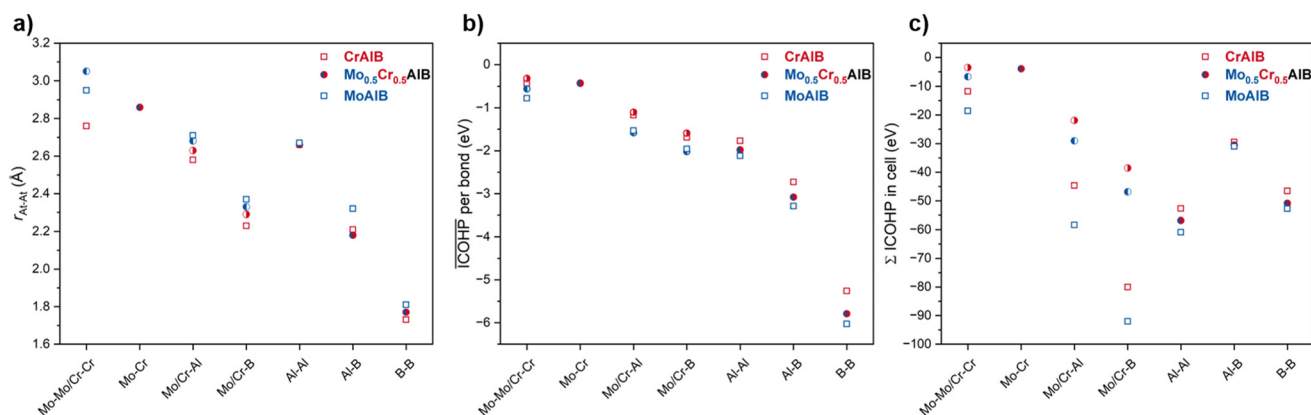 a)
3.2
3.0
2.8
2.6
2.4
2.2
2.0
1.8
1.6
r_At-At (Å)
CrAlB
Mo0.5Cr0.5AlB
MoAlB
Mo-Mo/Cr-Cr
Mo-Cr
Mo/Cr-Al
Mo/Cr-B
Al-Al
Al-B
B-B
b)
0
−1
−2
−3
−4
−5
−6
ICOHP per bond (eV)
CrAlB
Mo0.5Cr0.5AlB
MoAlB
Mo-Mo/Cr-Cr
Mo-Cr
Mo/Cr-Al
Mo/Cr-B
Al-Al
Al-B
B-B
c)
0
−10
−20
−30
−40
−50
−60
−70
−80
−90
−100
Σ ICOHP in cell (eV)
CrAlB
Mo0.5Cr0.5AlB
MoAlB
Mo-Mo/Cr-Cr
Mo-Cr
Mo/Cr-Al
Mo/Cr-B
Al-Al
Al-B
B-B